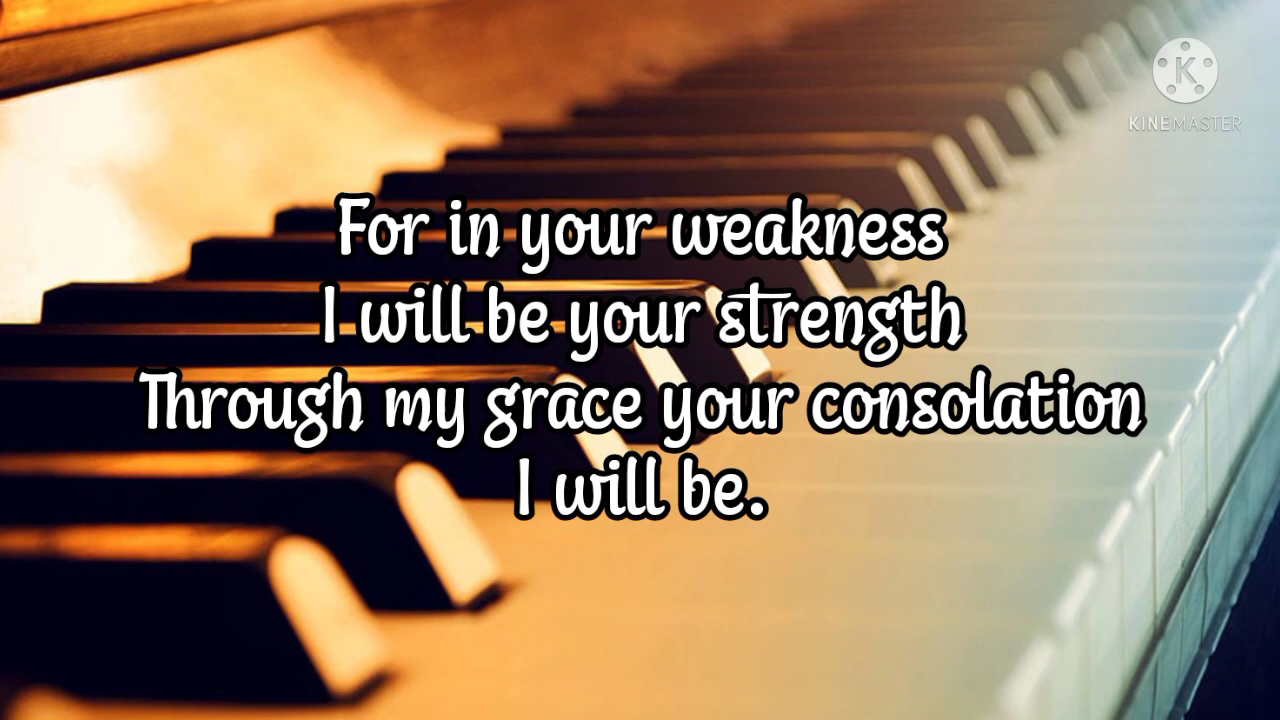 KINEMASTER
For in your weakness
I will be your strength
Through my grace your consolation
I will be.